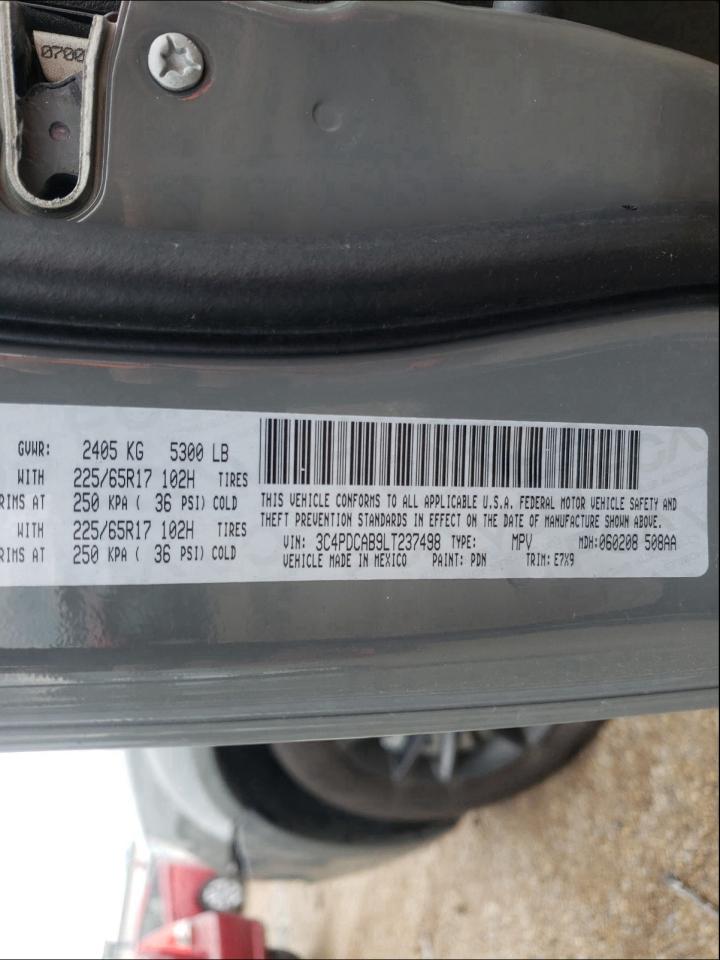 0700
GVWR: 2405 KG 5300 LB
WITH 225/65R17 102H TIRES
RIMS AT 250 KPA ( 36 PSI) COLD
WITH 225/65R17 102H TIRES
RIMS AT 250 KPA ( 36 PSI) COLD
THIS VEHICLE CONFORMS TO ALL APPLICABLE U.S.A. FEDERAL MOTOR VEHICLE SAFETY AND
THEFT PREVENTION STANDARDS IN EFFECT ON THE DATE OF MANUFACTURE SHOWN ABOVE.
VIN: 3C4PDCAB9LT237498 TYPE: MPV MDH: 060208 508AA
VEHICLE MADE IN MEXICO PAINT: PDN TRIM: E7X9